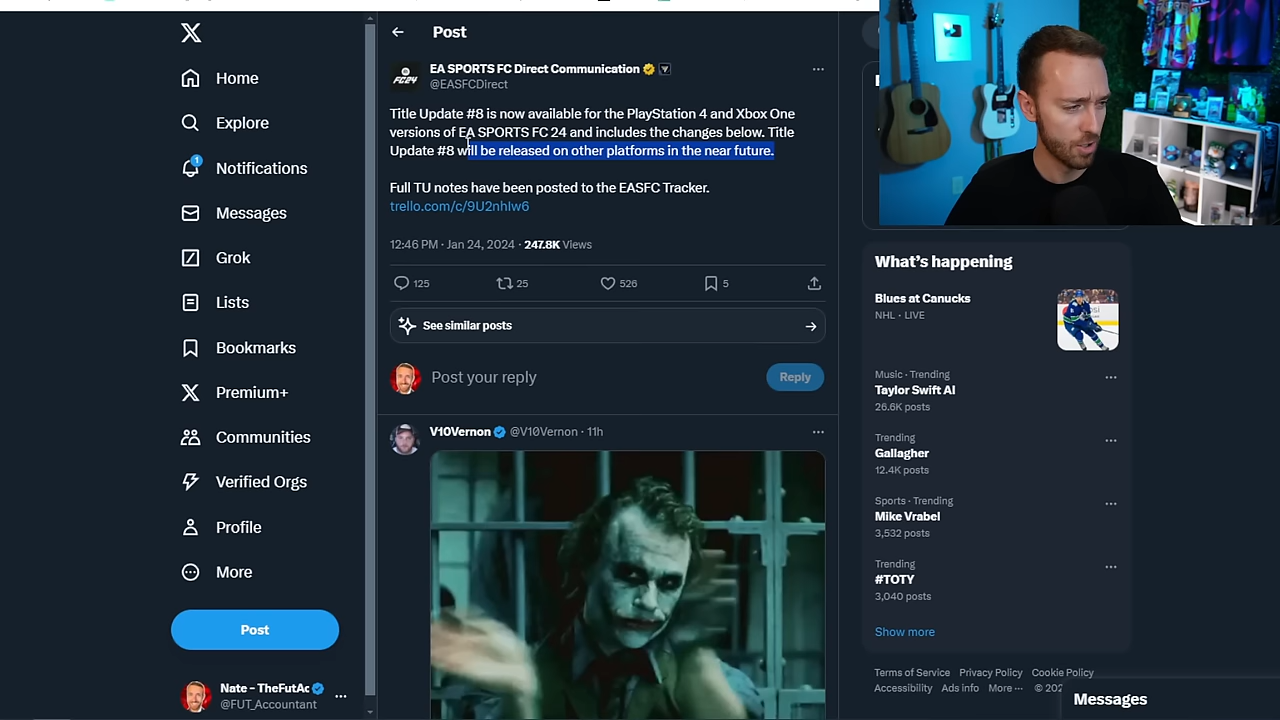 Home
Explore
1
Notifications
Messages
Grok
Lists
Bookmarks
Premium+
Communities
Verified Orgs
Profile
More
Post
Nate - TheFutAc
@FUT_Accountant
Post
FC24
EA SPORTS FC Direct Communication
@EASFCDirect
Title Update #8 is now available for the PlayStation 4 and Xbox One
versions of EA SPORTS FC 24 and includes the changes below. Title
Update #8 will be released on other platforms in the near future.
Full TU notes have been posted to the EASFC Tracker.
trello.com/c/9U2nhIw6
12:46 PM · Jan 24, 2024 · 247.8K Views
125 25 526 5
See similar posts
Post your reply
Reply
V10Vernon @V10Vernon · 11h
What's happening
Blues at Canucks
NHL · LIVE
Music · Trending
Taylor Swift AI
26.6K posts
Trending
Gallagher
12.4K posts
Sports · Trending
Mike Vrabel
3,532 posts
Trending
#TOTY
3,040 posts
Show more
Terms of Service Privacy Policy Cookie Policy
Accessibility Ads info More ··· © 202
Messages